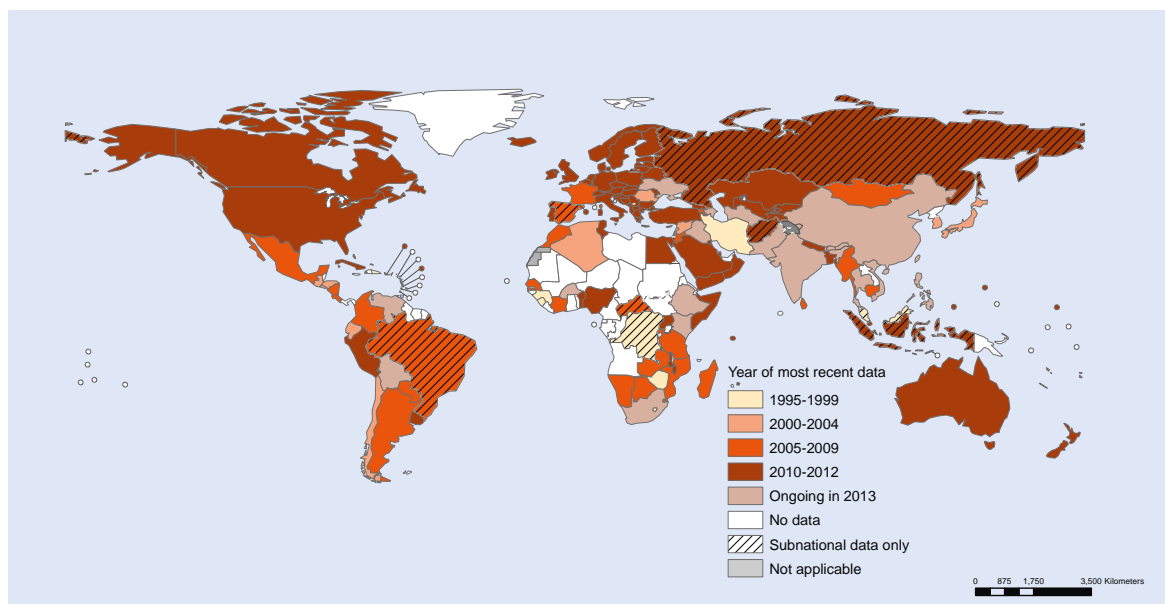 Year of most recent data
1995-1999
2000-2004
2005-2009
2010-2012
Ongoing in 2013
No data
Subnational data only
Not applicable
0 875 1,750 3,500 Kilometers